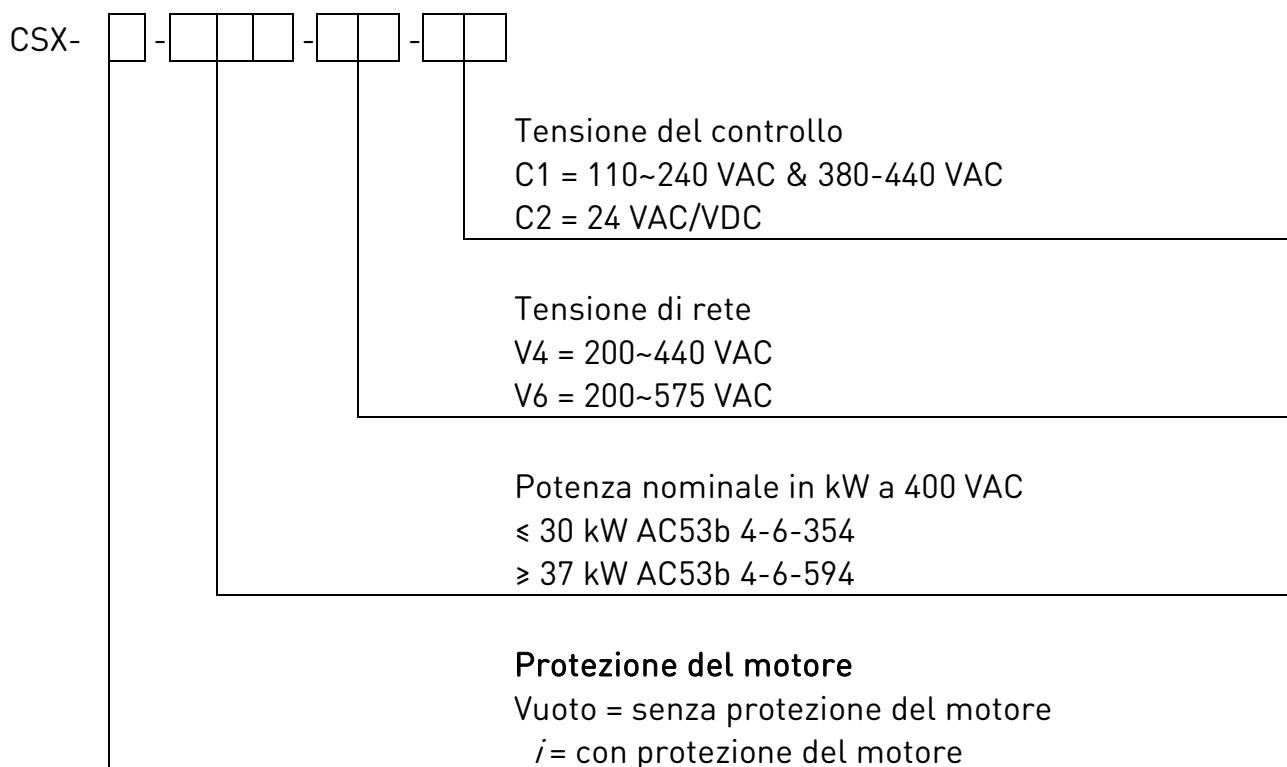 CSX- - - -
Tensione del controllo
C1 = 110~240 VAC & 380-440 VAC
C2 = 24 VAC/VDC
Tensione di rete
V4 = 200~440 VAC
V6 = 200~575 VAC
Potenza nominale in kW a 400 VAC
≤ 30 kW AC53b 4-6-354
≥ 37 kW AC53b 4-6-594
Protezione del motore
Vuoto = senza protezione del motore
i = con protezione del motore